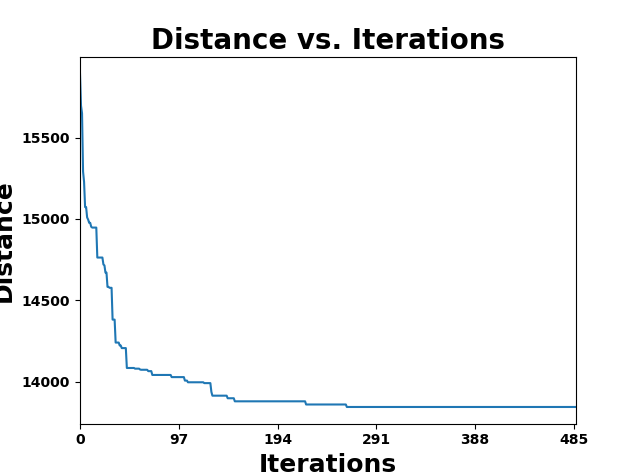 Distance vs. Iterations
Distance
15500
15000
14500
14000
0 97 194 291 388 485
Iterations